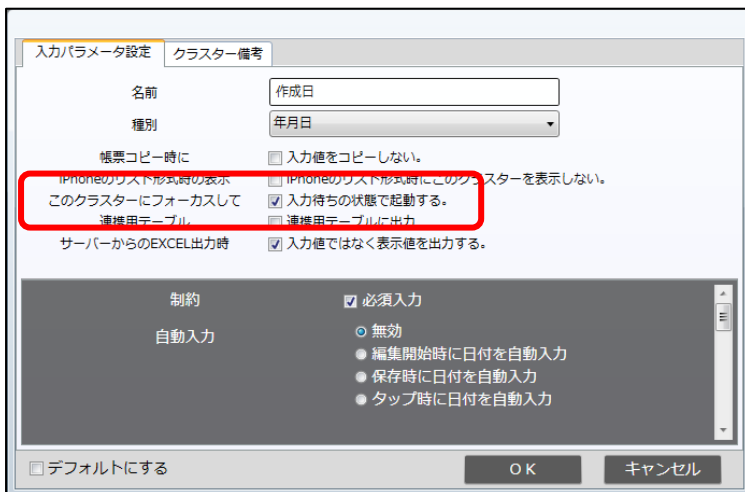 入力パラメータ設定 クラスター備考
名前 作成日
種別 年月日
帳票コピー時に 入力値をコピーしない。
iPhoneのリスト形式時の表示 iPhoneのリスト形式時にこのクラスターを表示しない。
このクラスターにフォーカスして 入力待ちの状態で起動する。
連携用テーブル 連携用テーブルに出力
サーバーからのEXCEL出力時 入力値ではなく表示値を出力する。
制約 必須入力
自動入力 無効
編集開始時に日付を自動入力
保存時に日付を自動入力
タップ時に日付を自動入力
デフォルトにする OK キャンセル